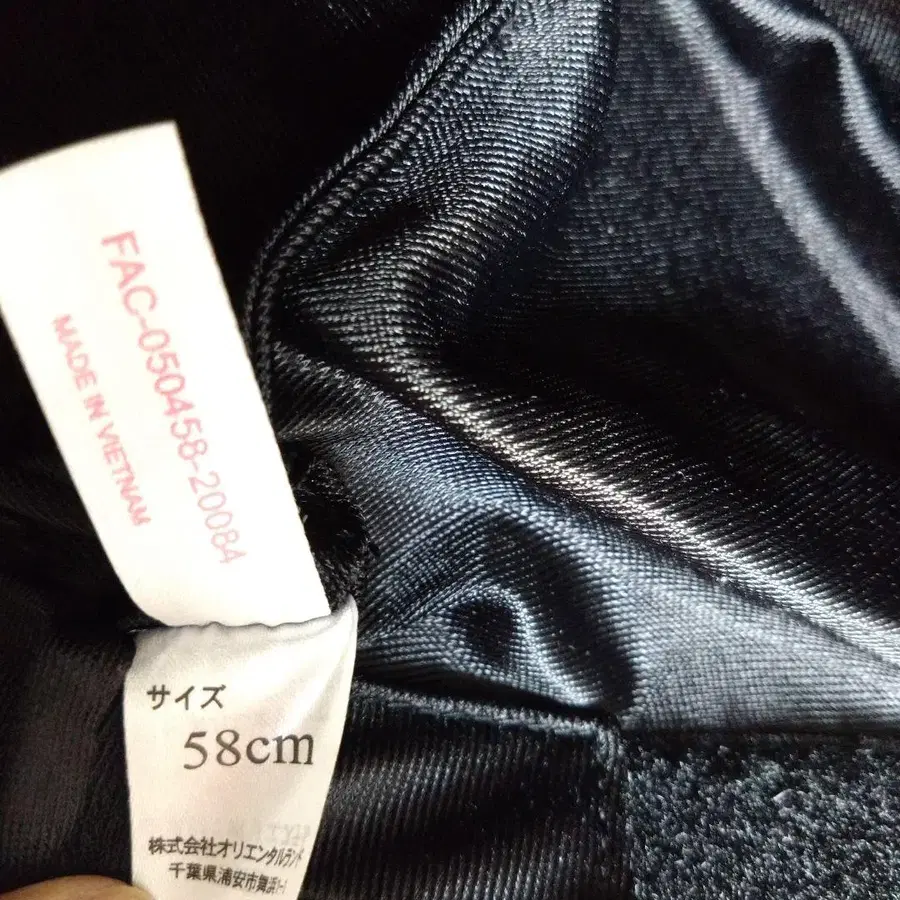 FAC-050458-20084
MADE IN VIETNAM
サイズ
58cm
株式会社オリエンタルランド
千葉県浦安市舞浜1-1